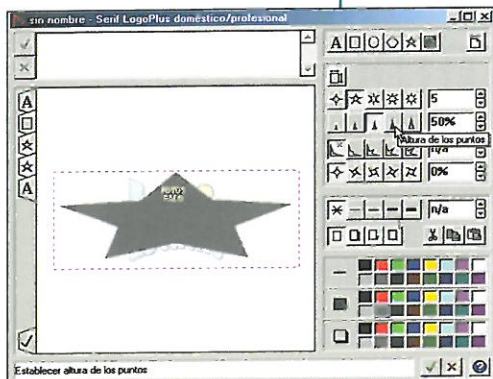 sin nombre - Serif LogoPlus doméstico/profesional
A
5
50%
Altura de los puntos
n/a
0%
n/a
A
A
Establecer altura de los puntos